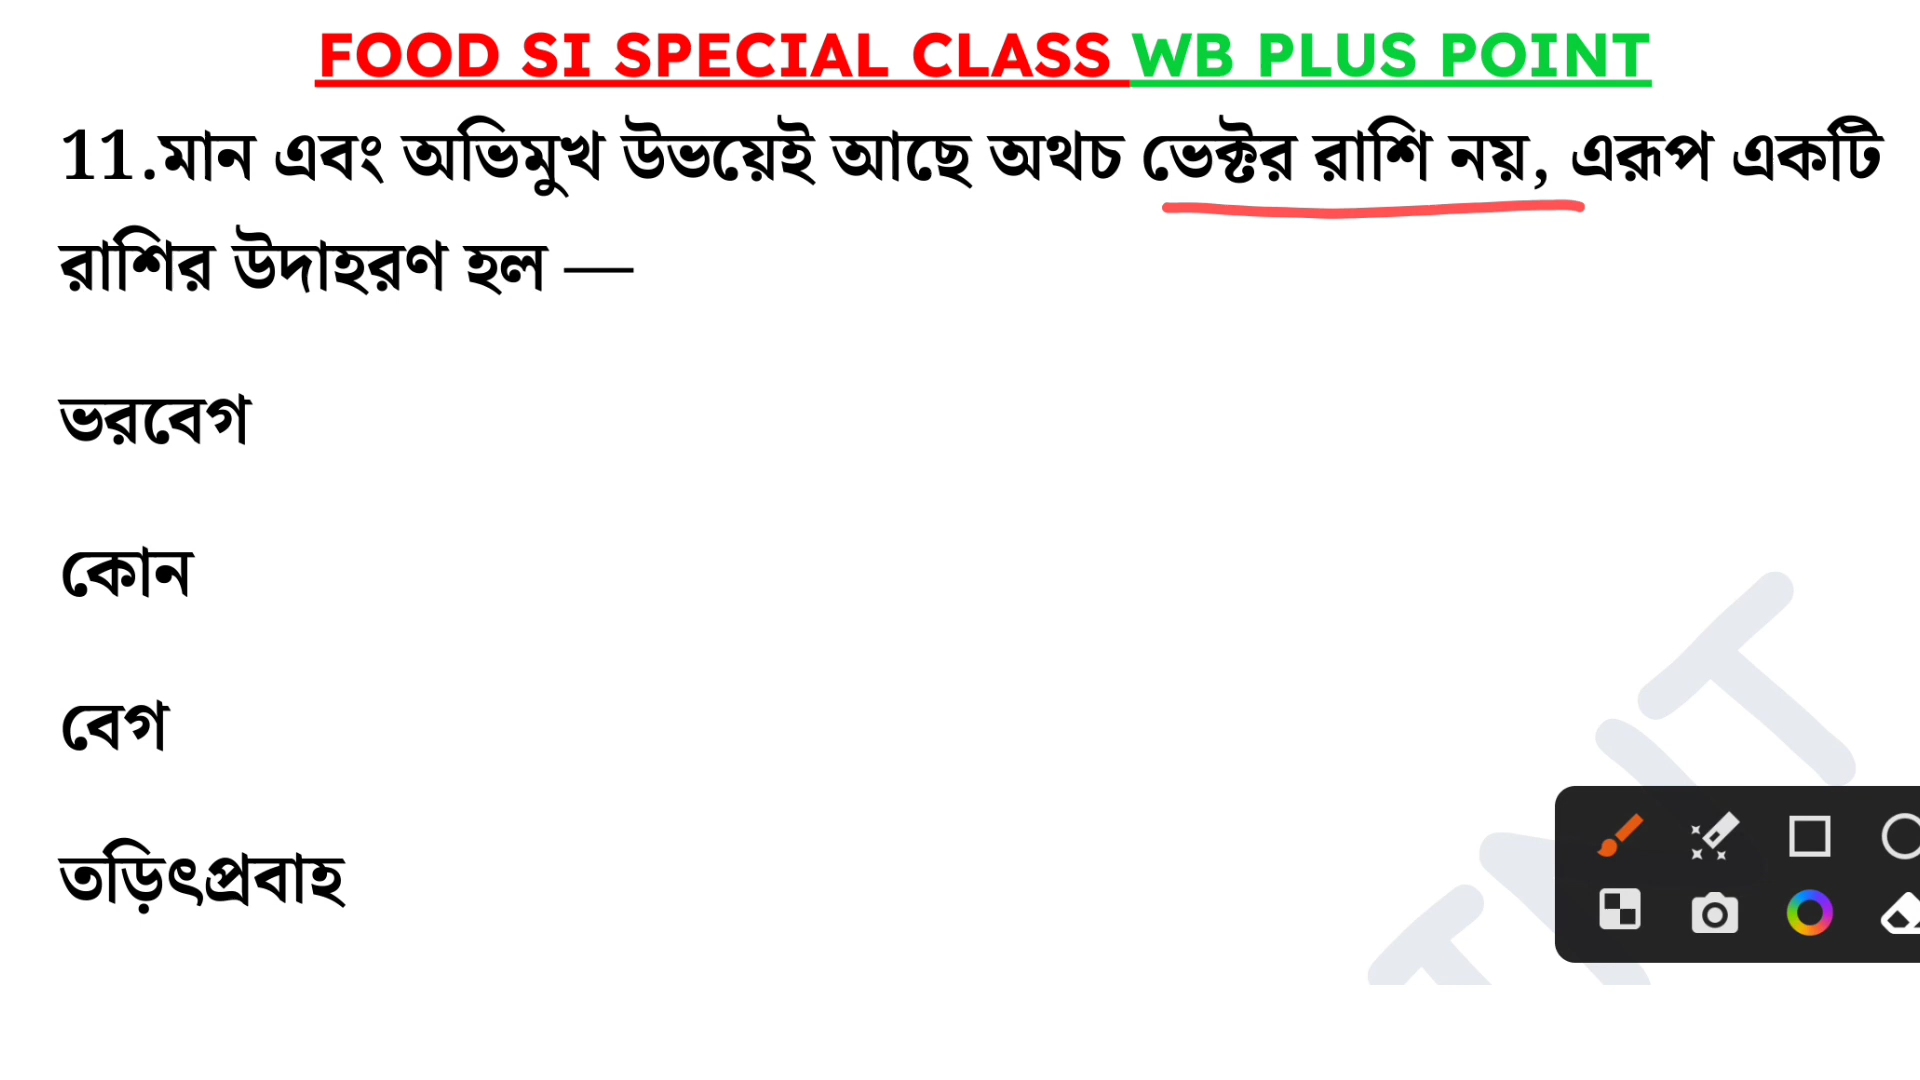 FOOD SI SPECIAL CLASS WB PLUS POINT
11.মান এবং অভিমুখ উভয়েই আছে অথচ ভেক্টর রাশি নয়, এরূপ একটি
রাশির উদাহরণ হল —
ভরবেগ
কোন
বেগ
তড়িৎপ্রবাহ